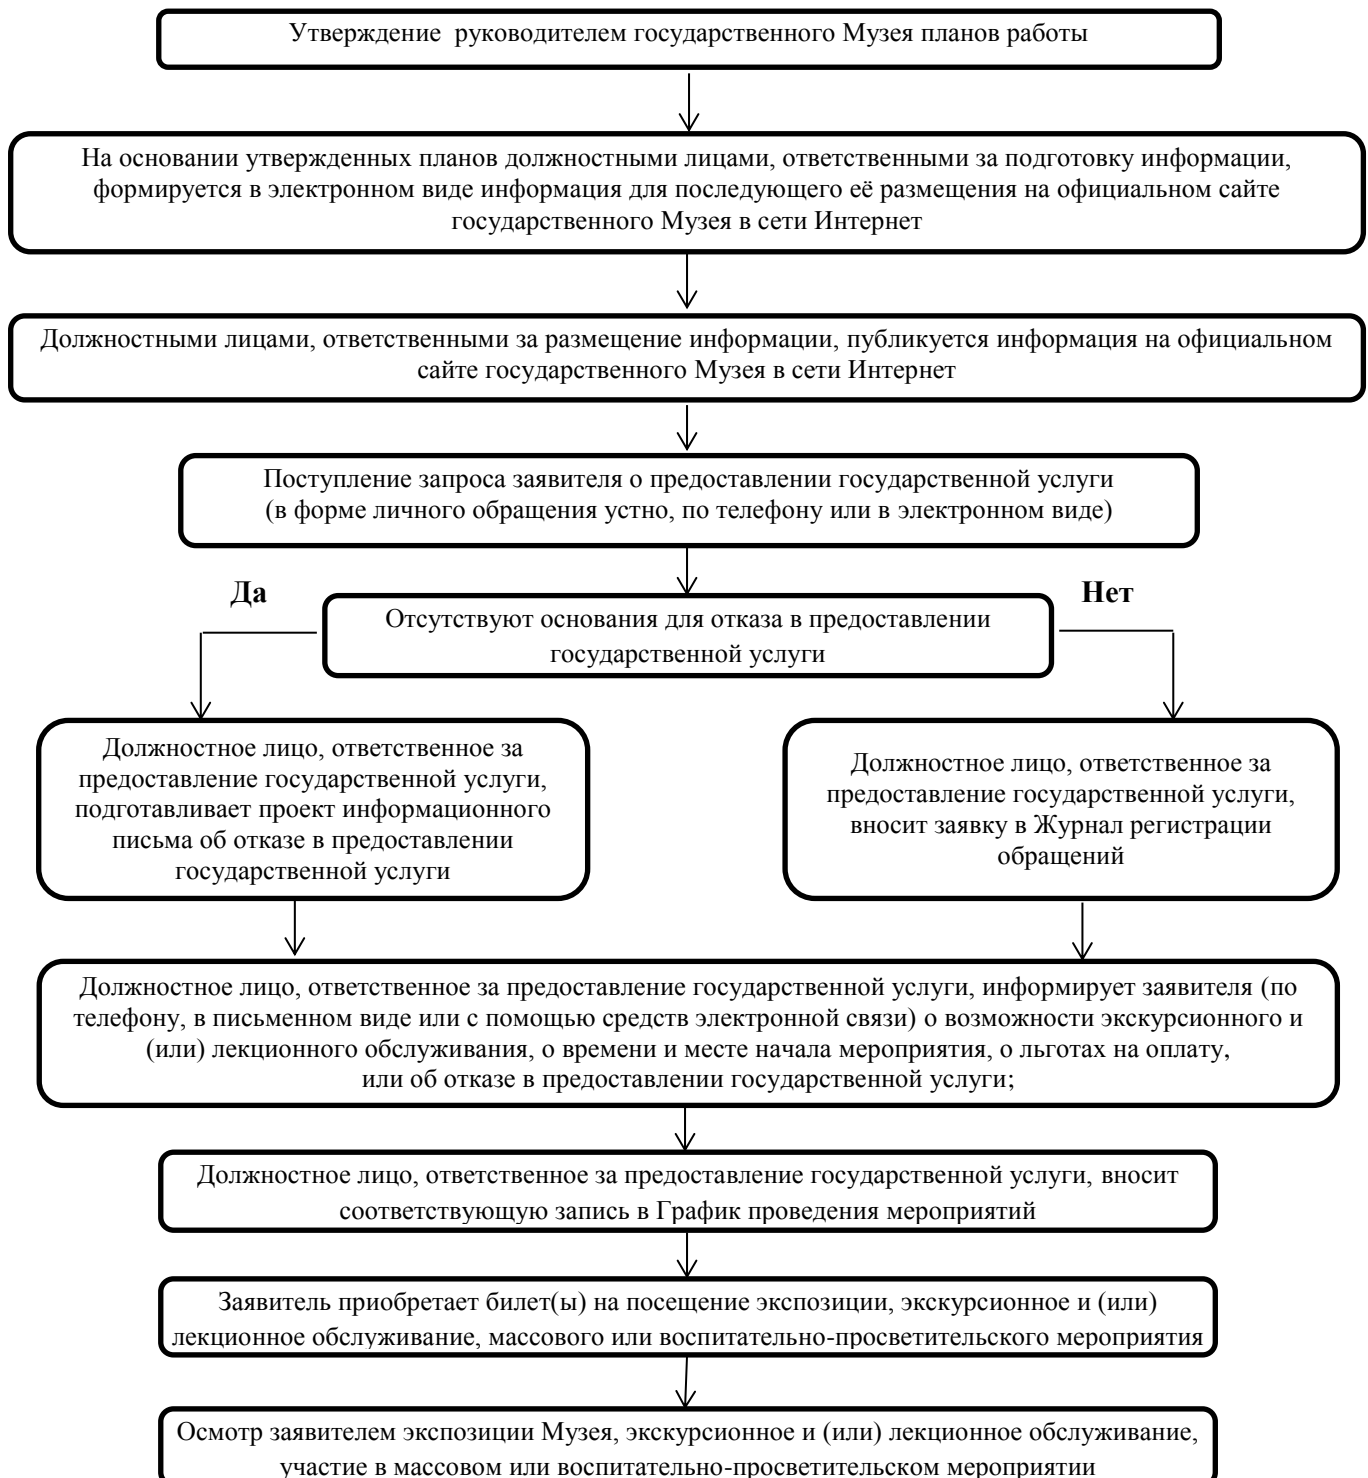 Утверждение руководителем государственного Музея планов работы
На основании утвержденных планов должностными лицами, ответственными за подготовку информации,
формируется в электронном виде информация для последующего её размещения на официальном сайте
государственного Музея в сети Интернет
Должностными лицами, ответственными за размещение информации, публикуется информация на официальном
сайте государственного Музея в сети Интернет
Поступление запроса заявителя о предоставлении государственной услуги
(в форме личного обращения устно, по телефону или в электронном виде)
Да
Нет
Отсутствуют основания для отказа в предоставлении
государственной услуги
Должностное лицо, ответственное за
предоставление государственной услуги,
подготавливает проект информационного
письма об отказе в предоставлении
государственной услуги
Должностное лицо, ответственное за
предоставление государственной услуги,
вносит заявку в Журнал регистрации
обращений
Должностное лицо, ответственное за предоставление государственной услуги, информирует заявителя (по
телефону, в письменном виде или с помощью средств электронной связи) о возможности экскурсионного и
(или) лекционного обслуживания, о времени и месте начала мероприятия, о льготах на оплату,
или об отказе в предоставлении государственной услуги;
Должностное лицо, ответственное за предоставление государственной услуги, вносит
соответствующую запись в График проведения мероприятий
Заявитель приобретает билет(ы) на посещение экспозиции, экскурсионное и (или)
лекционное обслуживание, массового или воспитательно-просветительского мероприятия
Осмотр заявителем экспозиции Музея, экскурсионное и (или) лекционное обслуживание,
участие в массовом или воспитательно-просветительском мероприятии